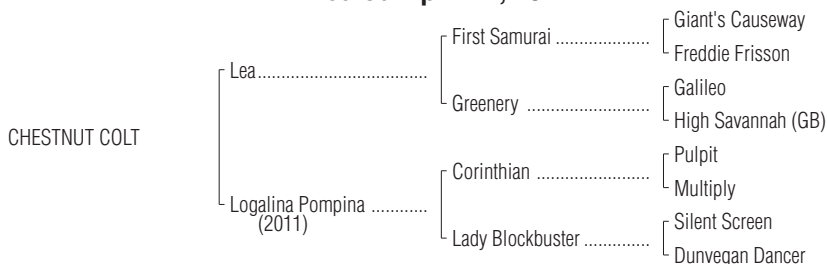 First Samurai ....................
Giant's Causeway
Freddie Frisson
Lea....................................
Greenery ..........................
Galileo
High Savannah (GB)
CHESTNUT COLT
Corinthian ........................
Pulpit
Multiply
Logalina Pompina ............
(2011)
Lady Blockbuster ..............
Silent Screen
Dunvegan Dancer